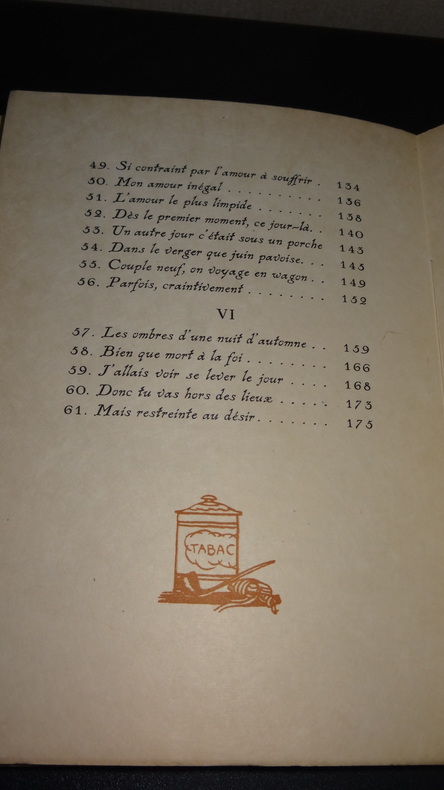 49. Si contraint par l'amour à souffrir . 134
50. Mon amour inégal . . . . . . . . . . 136
51. L'amour le plus limpide . . . . . . . 138
52. Dès le premier moment, ce jour-là. . 140
53. Un autre jour c'était sous un porche 143
54. Dans le verger que juin pavoise. . . 145
55. Couple neuf, on voyage en wagon . . 149
56. Parfois, craintivement . . . . . . . . 152
VI
57. Les ombres d'une nuit d'automne . . 159
58. Bien que mort à la foi . . . . . . . . 166
59. J'allais voir se lever le jour . . . . 168
60. Donc tu vas hors des lieux . . . . . 173
61. Mais restreinte au désir . . . . . . . 175
TABAC